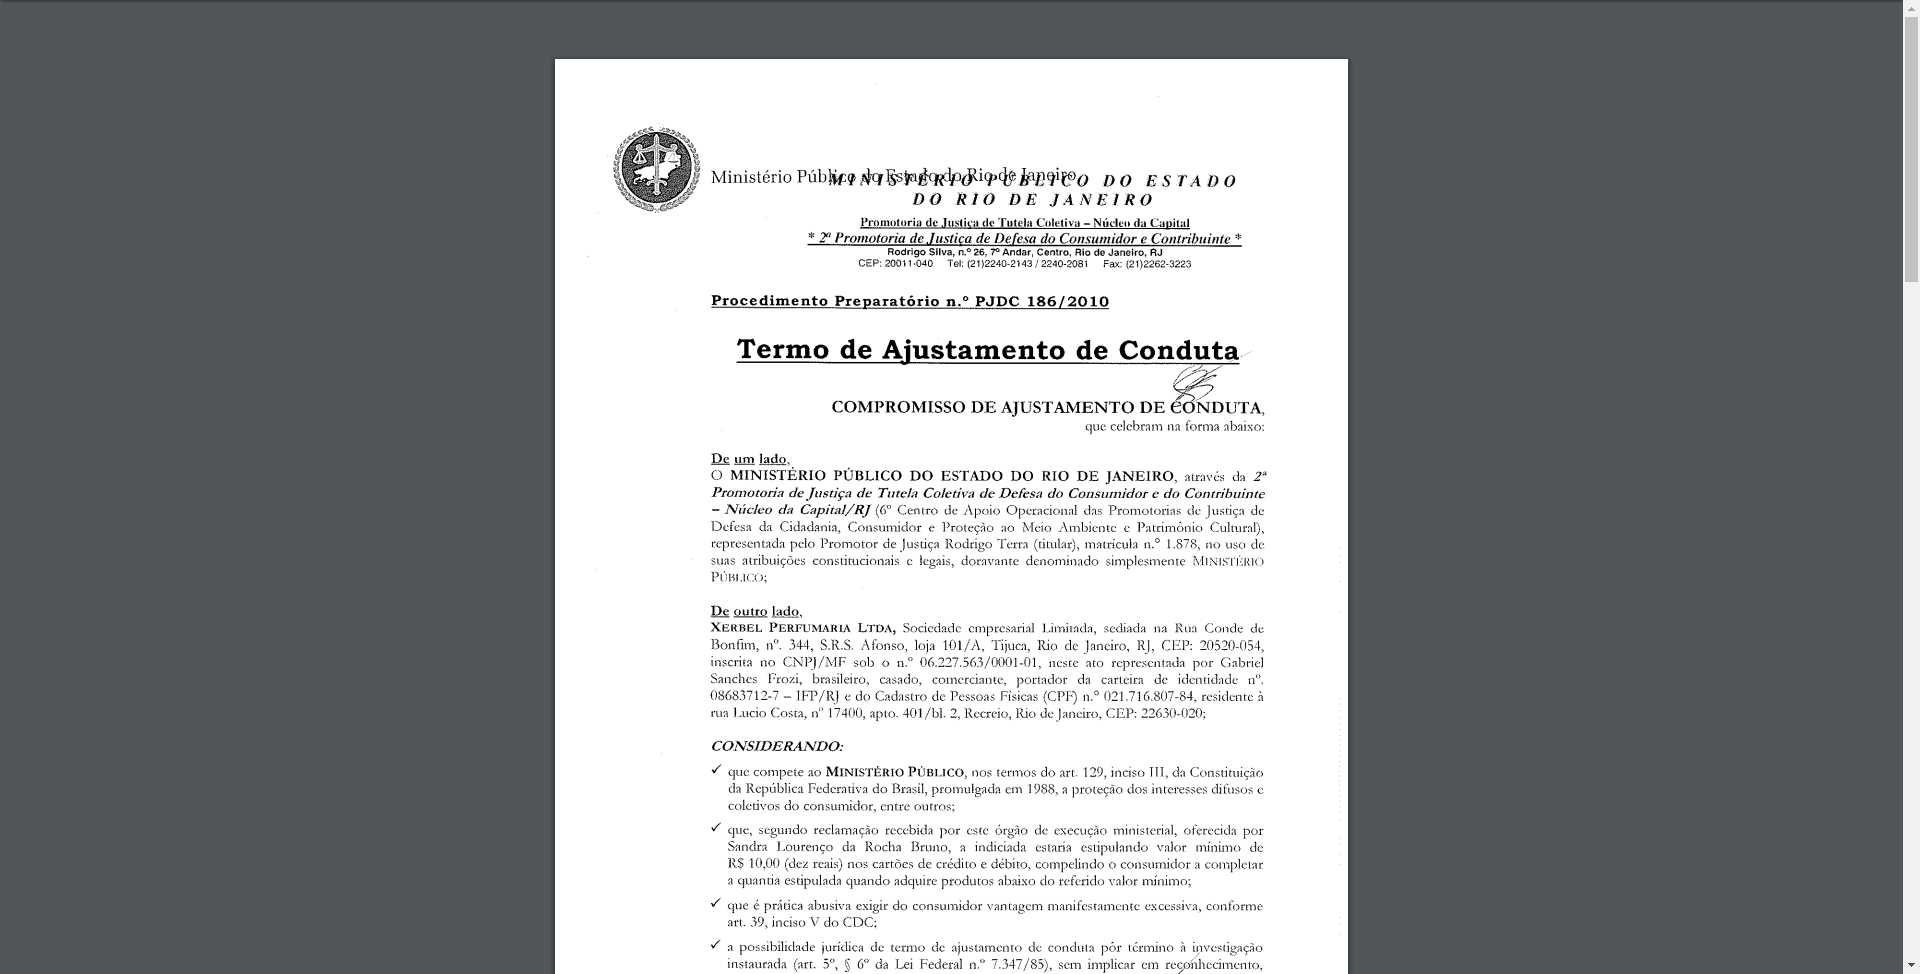 Ministério Público do Estado do Rio de Janeiro
MINISTÉRIO PÚBLICO DO ESTADO
DO RIO DE JANEIRO
Promotoria de Justiça de Tutela Coletiva – Núcleo da Capital
* 2ª Promotoria de Justiça de Defesa do Consumidor e Contribuinte *
Rodrigo Silva, n.º 26, 7º Andar, Centro, Rio de Janeiro, RJ
CEP: 20011-040 Tel: (21)2240-2143 / 2240-2081 Fax: (21)2262-3223
Procedimento Preparatório n.º PJDC 186/2010
Termo de Ajustamento de Conduta
COMPROMISSO DE AJUSTAMENTO DE CONDUTA,
que celebram na forma abaixo:
De um lado,
O MINISTÉRIO PÚBLICO DO ESTADO DO RIO DE JANEIRO, através da 2ª
Promotoria de Justiça de Tutela Coletiva de Defesa do Consumidor e do Contribuinte
– Núcleo da Capital/RJ (6º Centro de Apoio Operacional das Promotorias de Justiça de
Defesa da Cidadania, Consumidor e Proteção ao Meio Ambiente e Patrimônio Cultural),
representada pelo Promotor de Justiça Rodrigo Terra (titular), matrícula n.º 1.878, no uso de
suas atribuições constitucionais e legais, doravante denominado simplesmente MINISTÉRIO
PÚBLICO;
De outro lado,
XERBEL PERFUMARIA LTDA, Sociedade empresarial Limitada, sediada na Rua Conde de
Bonfim, nº. 344, S.R.S. Afonso, loja 101/A, Tijuca, Rio de Janeiro, RJ, CEP: 20520-054,
inscrita no CNPJ/MF sob o n.º 06.227.563/0001-01, neste ato representada por Gabriel
Sanches Frozi, brasileiro, casado, comerciante, portador da carteira de identidade nº.
08683712-7 – IFP/RJ e do Cadastro de Pessoas Físicas (CPF) n.º 021.716.807-84, residente à
rua Lucio Costa, nº 17400, apto. 401/bl. 2, Recreio, Rio de Janeiro, CEP: 22630-020;
CONSIDERANDO:
✓ que compete ao MINISTÉRIO PÚBLICO, nos termos do art. 129, inciso III, da Constituição
da República Federativa do Brasil, promulgada em 1988, a proteção dos interesses difusos e
coletivos do consumidor, entre outros;
✓ que, segundo reclamação recebida por este órgão de execução ministerial, oferecida por
Sandra Lourenço da Rocha Bruno, a indiciada estaria estipulando valor mínimo de
R$ 10,00 (dez reais) nos cartões de crédito e débito, compelindo o consumidor a completar
a quantia estipulada quando adquire produtos abaixo do referido valor mínimo;
✓ que é prática abusiva exigir do consumidor vantagem manifestamente excessiva, conforme
art. 39, inciso V do CDC;
✓ a possibilidade jurídica de termo de ajustamento de conduta pôr término à investigação
instaurada (art. 5º, § 6º da Lei Federal n.º 7.347/85), sem implicar em reconhecimento,